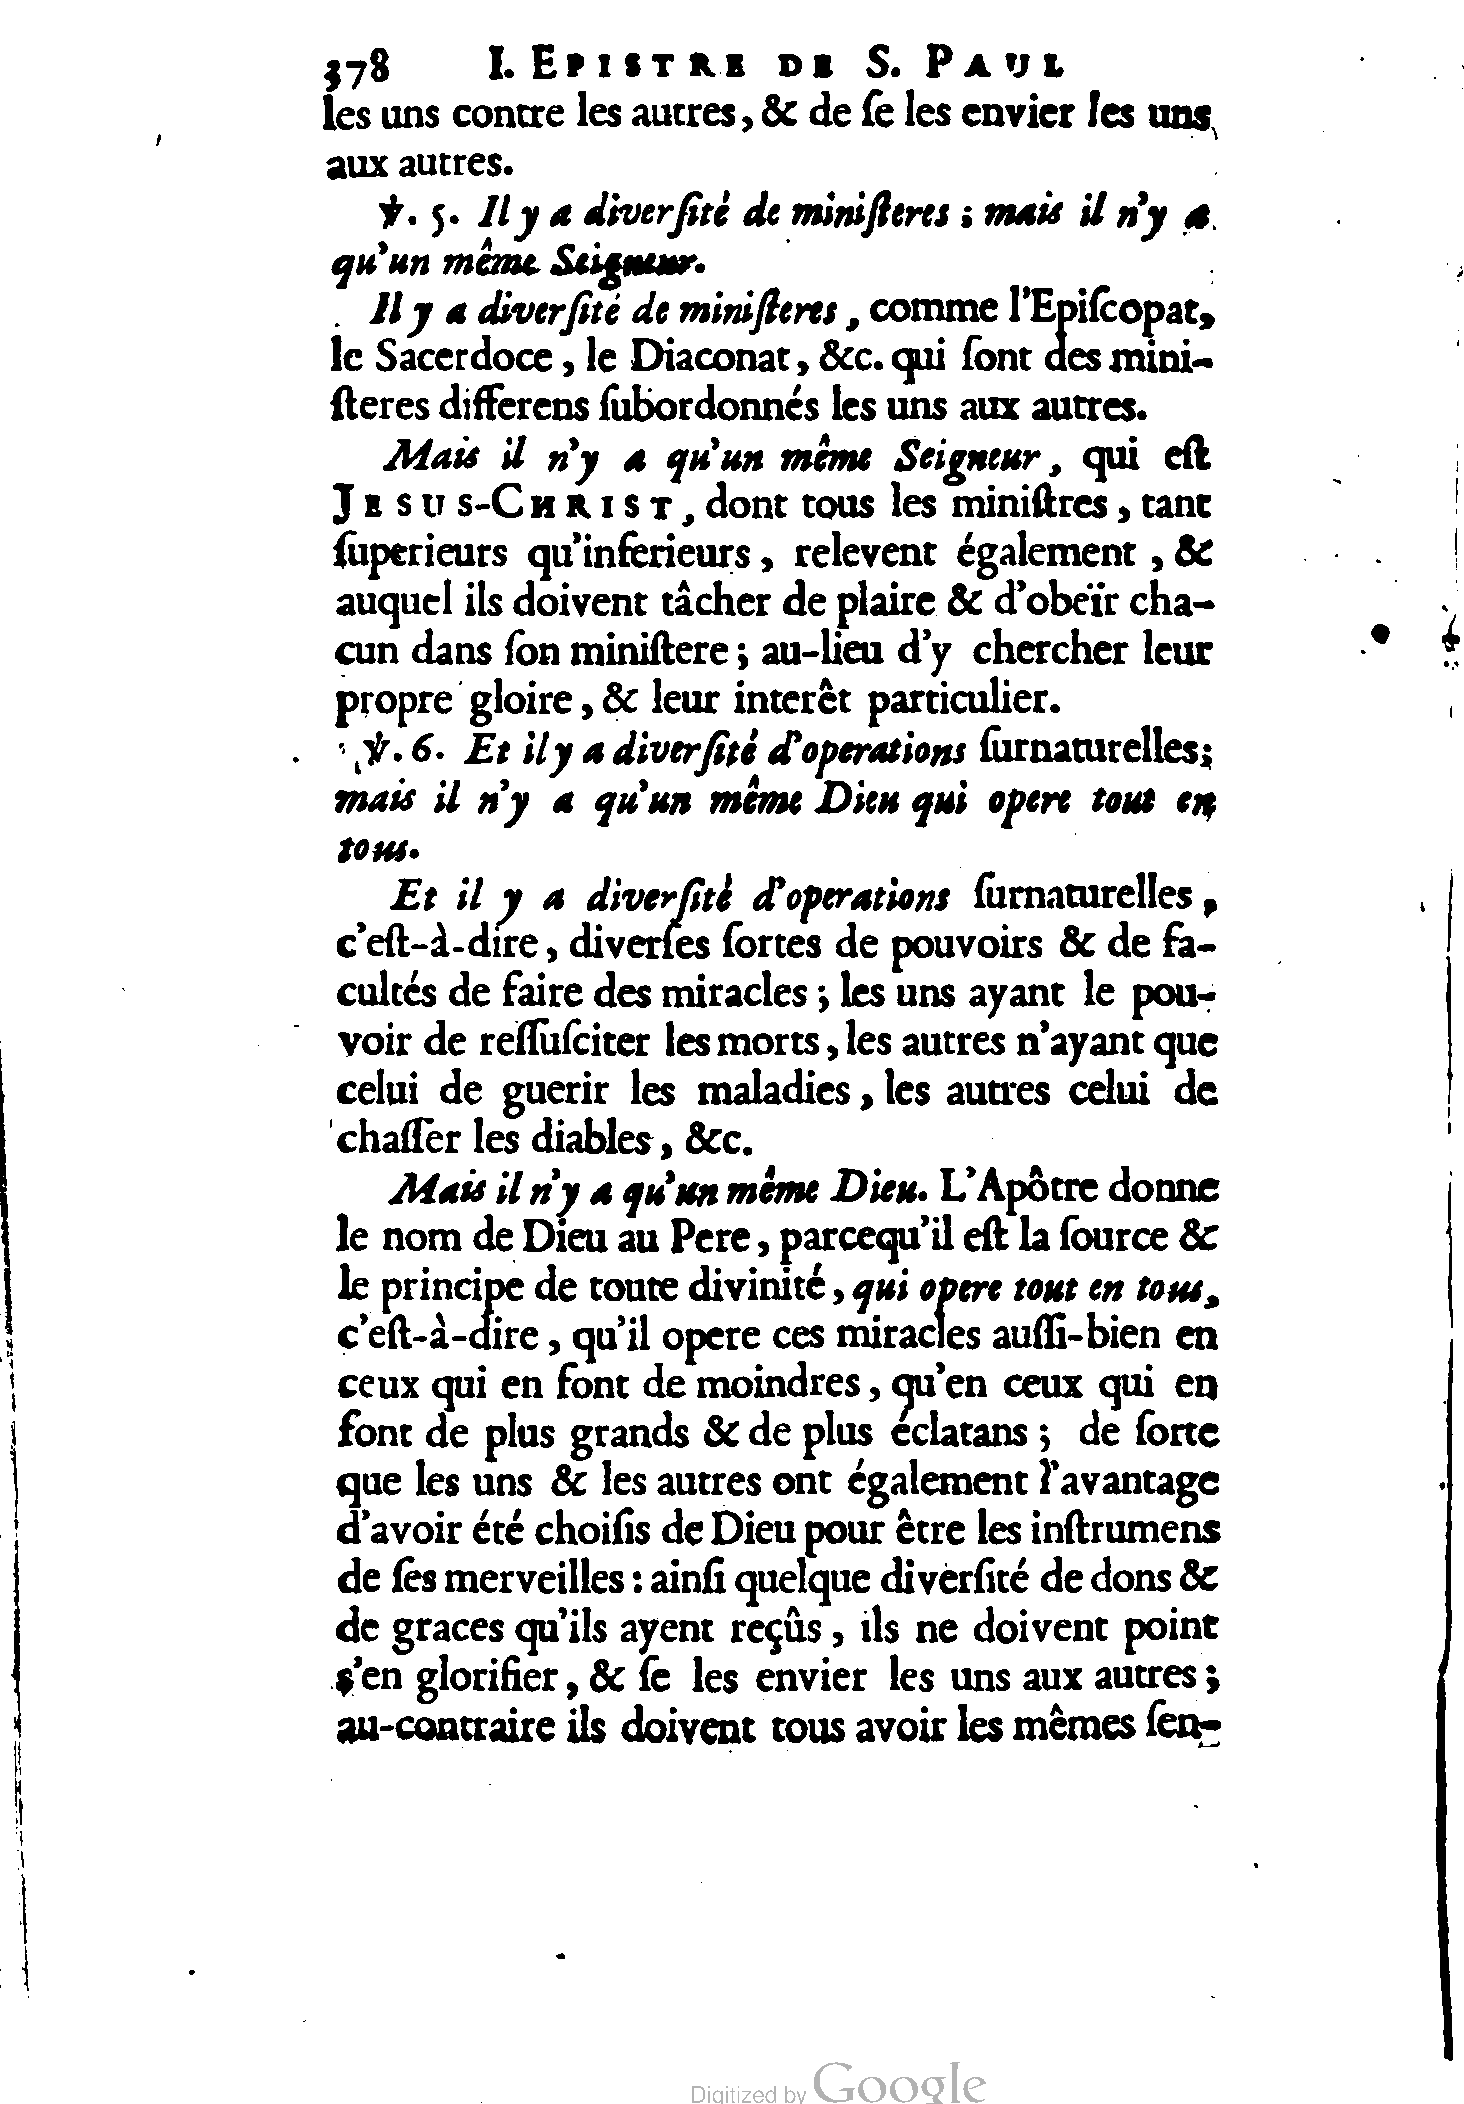 378 I. EPISTRE DE S. PAUL
les uns contre les autres, & de ſe les envier les uns
aux autres.
℣. 5. Il y a diverſité de miniſteres ; mais il n'y a
qu'un même Seigneur.
Il y a diverſité de miniſteres, comme l'Epiſcopat,
le Sacerdoce, le Diaconat, &c. qui ſont des mini-
ſteres differens ſubordonnés les uns aux autres.
Mais il n'y a qu'un même Seigneur, qui eſt
JESUS-CHRIST, dont tous les miniſtres, tant
ſuperieurs qu'inferieurs, relevent également, &
auquel ils doivent tâcher de plaire & d'obeïr cha-
cun dans ſon miniſtere ; au-lieu d'y chercher leur
propre gloire, & leur interêt particulier.
℣. 6. Et il y a diverſité d'operations ſurnaturelles;
mais il n'y a qu'un même Dieu qui opere tout en
tous.
Et il y a diverſité d'operations ſurnaturelles,
c'eſt-à-dire, diverſes ſortes de pouvoirs & de fa-
cultés de faire des miracles ; les uns ayant le pou-
voir de reſſuſciter les morts, les autres n'ayant que
celui de guerir les maladies, les autres celui de
chaſſer les diables, &c.
Mais il n'y a qu'un même Dieu. L'Apôtre donne
le nom de Dieu au Pere, parcequ'il eſt la ſource &
le principe de toute divinité, qui opere tout en tous,
c'eſt-à-dire, qu'il opere ces miracles auſſi-bien en
ceux qui en font de moindres, qu'en ceux qui en
font de plus grands & de plus éclatans ; de ſorte
que les uns & les autres ont également l'avantage
d'avoir été choiſis de Dieu pour être les inſtrumens
de ſes merveilles : ainſi quelque diverſité de dons &
de graces qu'ils ayent reçûs, ils ne doivent point
s'en glorifier, & ſe les envier les uns aux autres ;
au-contraire ils doivent tous avoir les mêmes ſen-
Digitized by Google